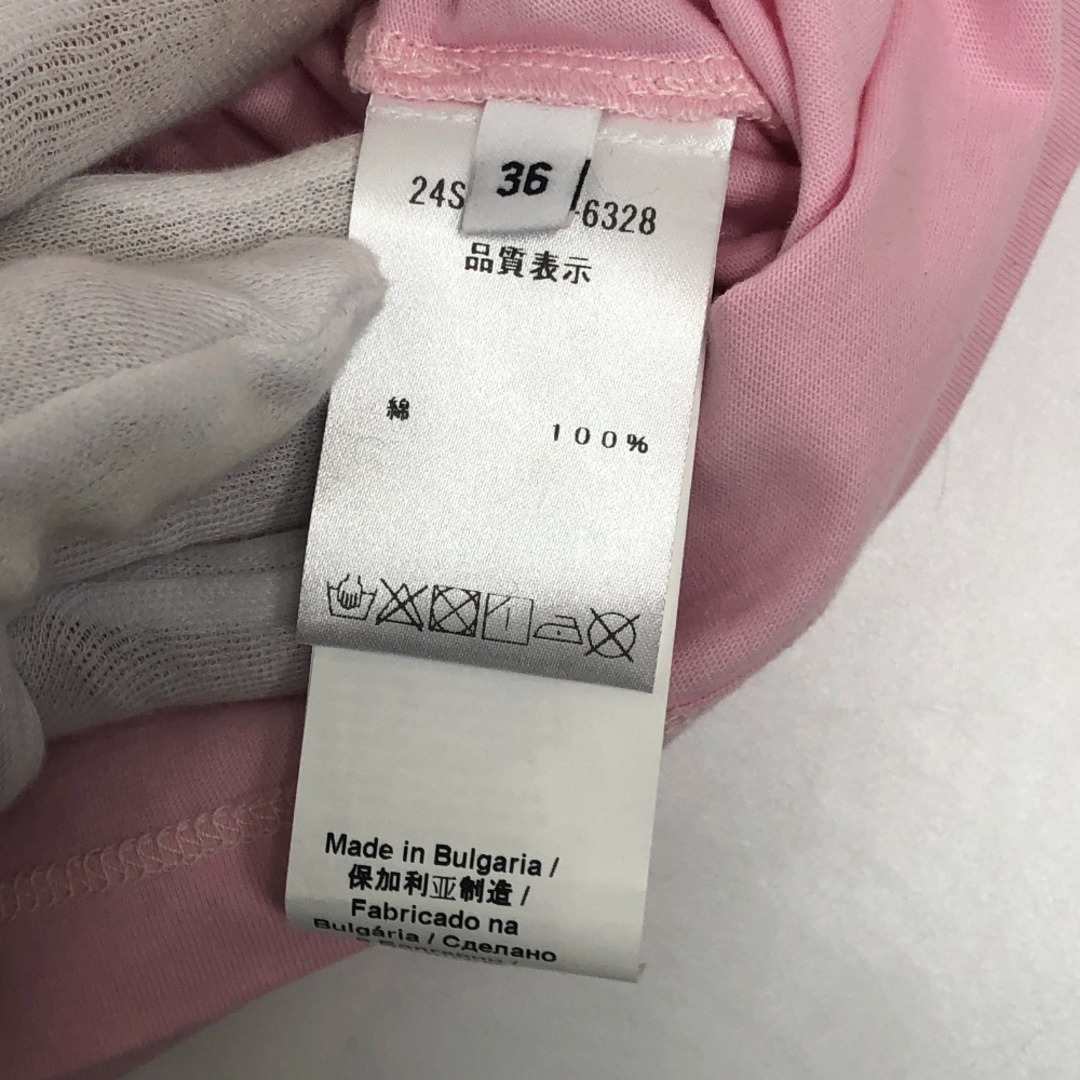 36
24S -6328
品質表示
綿
100%
Made in Bulgaria /
保加利亚制造 /
Fabricado na
Bulgária / Сделано